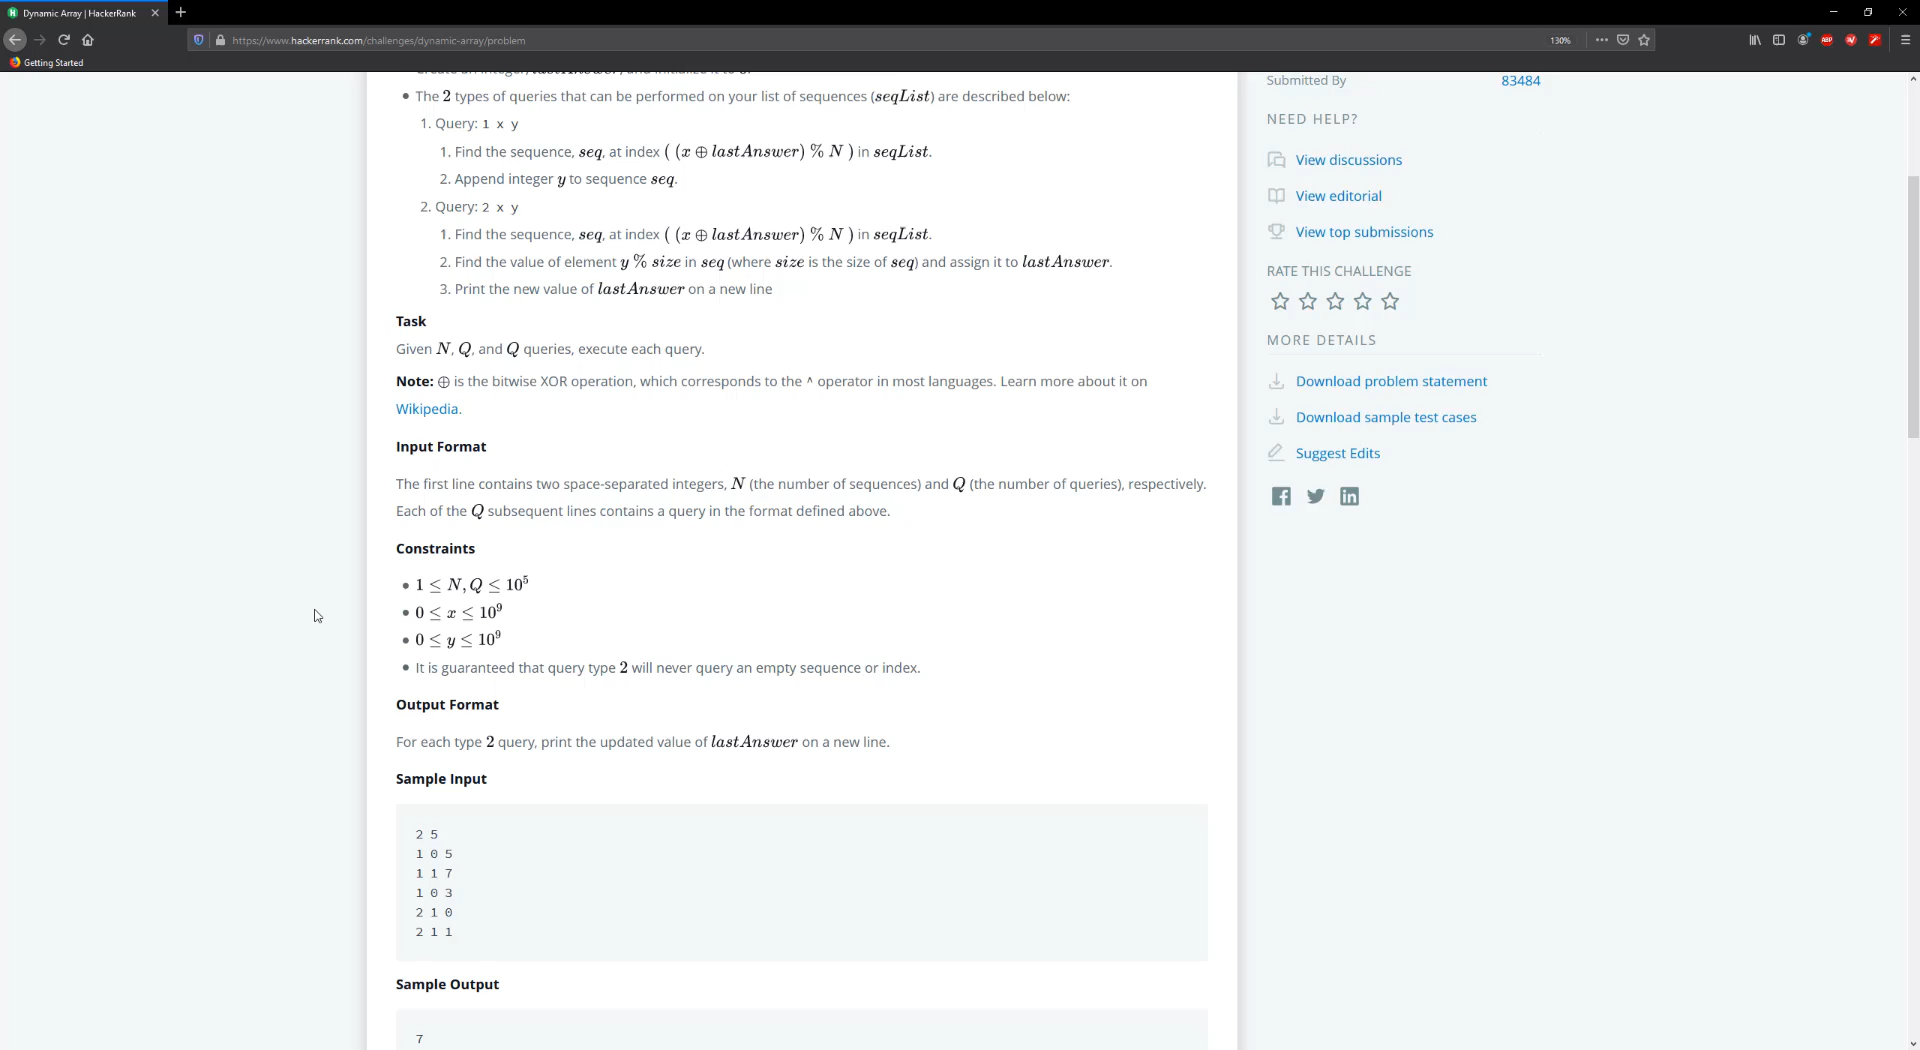 Dynamic Array | HackerRank
https://www.hackerrank.com/challenges/dynamic-array/problem
130%
Getting Started
• The 2 types of queries that can be performed on your list of sequences (seqList) are described below:
1. Query: 1 x y
1. Find the sequence, seq, at index ( (x ⊕ lastAnswer) % N ) in seqList.
2. Append integer y to sequence seq.
2. Query: 2 x y
1. Find the sequence, seq, at index ( (x ⊕ lastAnswer) % N ) in seqList.
2. Find the value of element y % size in seq (where size is the size of seq) and assign it to lastAnswer.
3. Print the new value of lastAnswer on a new line
Task
Given N, Q, and Q queries, execute each query.
Note: ⊕ is the bitwise XOR operation, which corresponds to the ^ operator in most languages. Learn more about it on
Wikipedia.
Input Format
The first line contains two space-separated integers, N (the number of sequences) and Q (the number of queries), respectively.
Each of the Q subsequent lines contains a query in the format defined above.
Constraints
• 1 ≤ N, Q ≤ 10⁵
• 0 ≤ x ≤ 10⁹
• 0 ≤ y ≤ 10⁹
• It is guaranteed that query type 2 will never query an empty sequence or index.
Output Format
For each type 2 query, print the updated value of lastAnswer on a new line.
Sample Input
2 5
1 0 5
1 1 7
1 0 3
2 1 0
2 1 1
Sample Output
7
Submitted By 83484
NEED HELP?
View discussions
View editorial
View top submissions
RATE THIS CHALLENGE
MORE DETAILS
Download problem statement
Download sample test cases
Suggest Edits